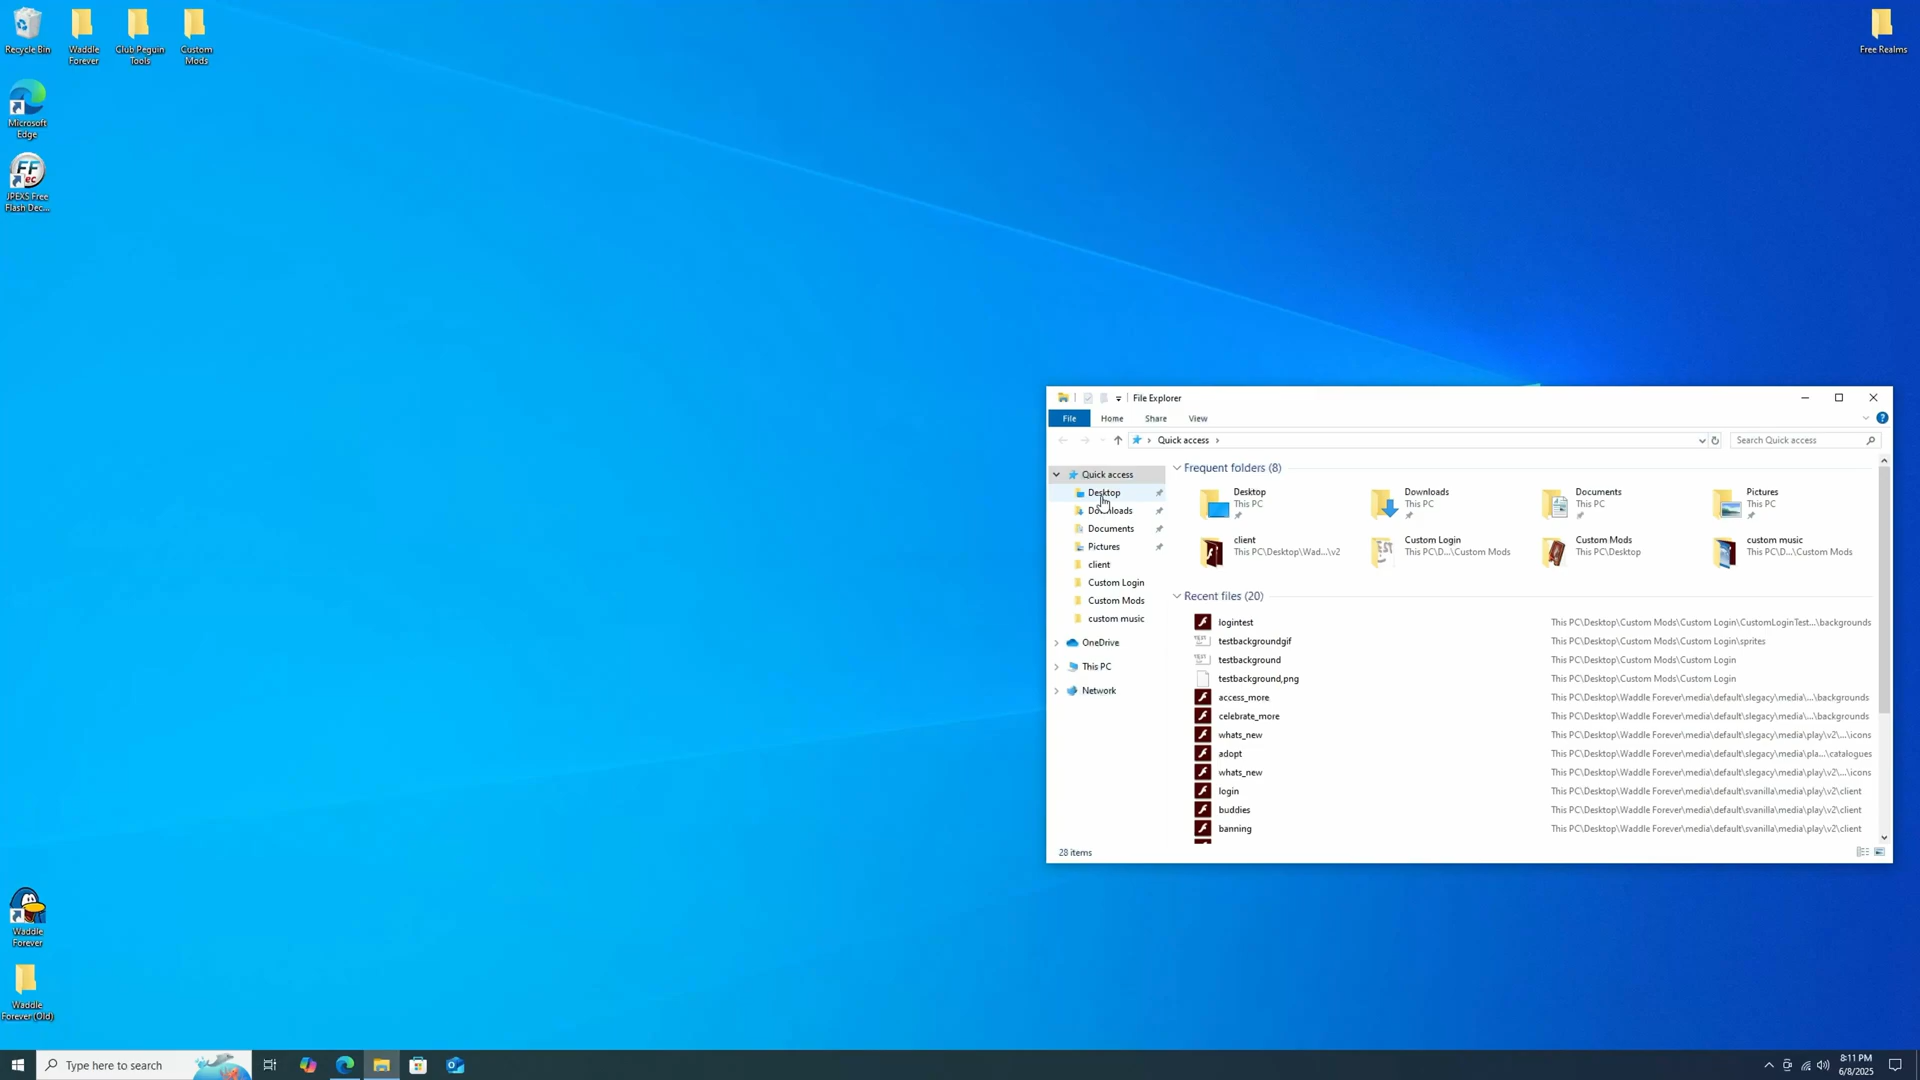 Recycle Bin
Waddle
Forever
Club Peguin
Tools
Custom
Mods
Free Realms
Microsoft
Edge
JPEXS Free
Flash Dec...
Waddle
Forever
Waddle
Forever (Old)
File Explorer
File Home Share View
Quick access
Search Quick access
Quick access
Desktop
Downloads
Documents
Pictures
client
Custom Login
Custom Mods
custom music
OneDrive
This PC
Network
Frequent folders (8)
Desktop
This PC
Downloads
This PC
Documents
This PC
Pictures
This PC
client
This PC\Desktop\Wad...\v2
Custom Login
This PC\D...\Custom Mods
Custom Mods
This PC\Desktop
custom music
This PC\D...\Custom Mods
Recent files (20)
logintest This PC\Desktop\Custom Mods\Custom Login\CustomLoginTest...\backgrounds
testbackgroundgif This PC\Desktop\Custom Mods\Custom Login\sprites
testbackground This PC\Desktop\Custom Mods\Custom Login
testbackground,png This PC\Desktop\Custom Mods\Custom Login
access_more This PC\Desktop\Waddle Forever\media\default\slegacy\media\...\backgrounds
celebrate_more This PC\Desktop\Waddle Forever\media\default\slegacy\media\...\backgrounds
whats_new This PC\Desktop\Waddle Forever\media\default\slegacy\media\play\v2\...\icons
adopt This PC\Desktop\Waddle Forever\media\default\slegacy\media\pla...\catalogues
whats_new This PC\Desktop\Waddle Forever\media\default\slegacy\media\play\v2\...\icons
login This PC\Desktop\Waddle Forever\media\default\svanilla\media\play\v2\client
buddies This PC\Desktop\Waddle Forever\media\default\svanilla\media\play\v2\client
banning This PC\Desktop\Waddle Forever\media\default\svanilla\media\play\v2\client
28 items
Type here to search
8:11 PM
6/8/2025